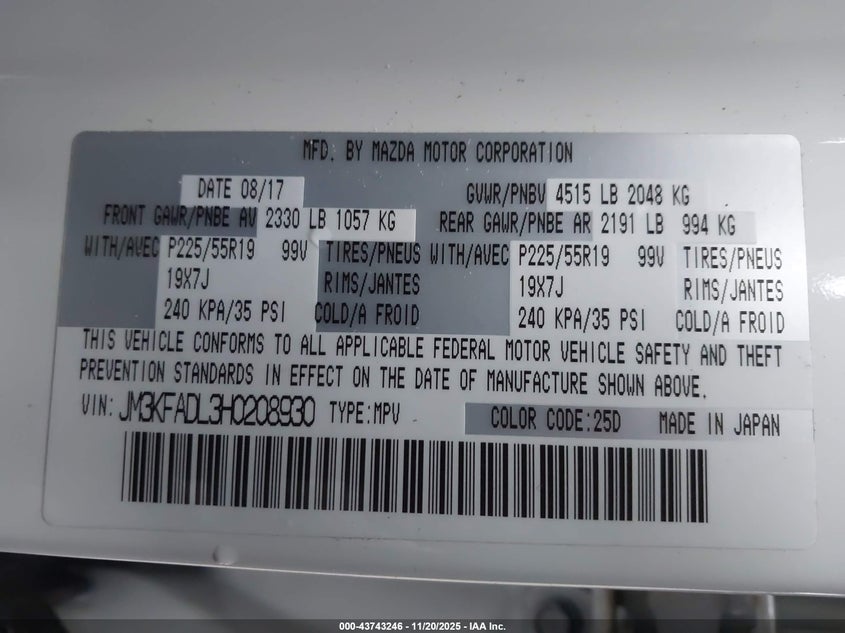 MFD. BY MAZDA MOTOR CORPORATION
DATE 08/17 GVWR/PNBV 4515 LB 2048 KG
FRONT GAWR/PNBE AV 2330 LB 1057 KG REAR GAWR/PNBE AR 2191 LB 994 KG
WITH/AVEC P225/55R19 99V TIRES/PNEUS WITH/AVEC P225/55R19 99V TIRES/PNEUS
19X7J RIMS/JANTES 19X7J RIMS/JANTES
240 KPA/35 PSI COLD/A FROID 240 KPA/35 PSI COLD/A FROID
THIS VEHICLE CONFORMS TO ALL APPLICABLE FEDERAL MOTOR VEHICLE SAFETY AND THEFT
PREVENTION STANDARDS IN EFFECT ON THE DATE OF MANUFACTURE SHOWN ABOVE.
VIN: JM3KFADL3H0208930 TYPE:MPV COLOR CODE:25D MADE IN JAPAN
000-43743246 - 11/20/2025 - IAA Inc.